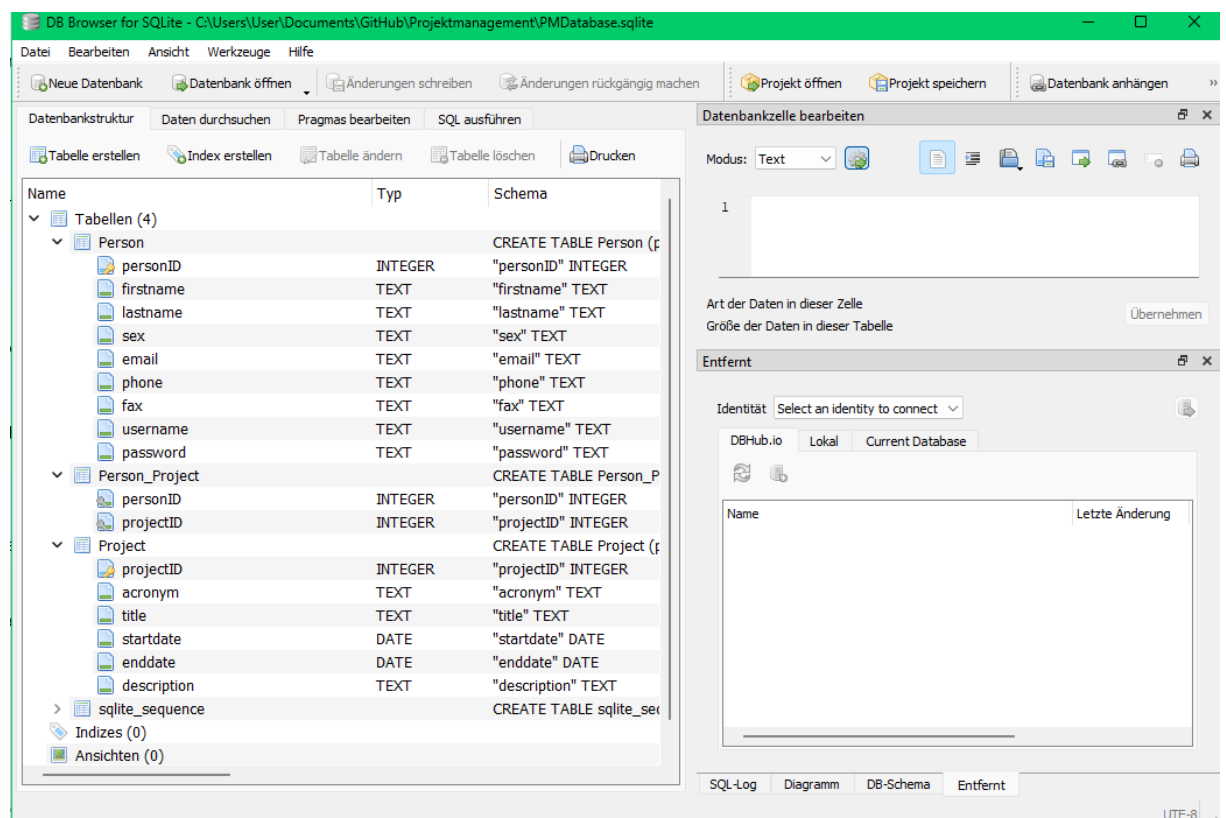 DB Browser for SQLite - C:\Users\User\Documents\GitHub\Projektmanagement\PMDatabase.sqlite
Datei Bearbeiten Ansicht Werkzeuge Hilfe
Neue Datenbank Datenbank öffnen Änderungen schreiben Änderungen rückgängig machen Projekt öffnen Projekt speichern Datenbank anhängen »
Datenbankstruktur Daten durchsuchen Pragmas bearbeiten SQL ausführen
Tabelle erstellen Index erstellen Tabelle ändern Tabelle löschen Drucken
Name Typ Schema
Tabellen (4)
Person CREATE TABLE Person (p
personID INTEGER "personID" INTEGER
firstname TEXT "firstname" TEXT
lastname TEXT "lastname" TEXT
sex TEXT "sex" TEXT
email TEXT "email" TEXT
phone TEXT "phone" TEXT
fax TEXT "fax" TEXT
username TEXT "username" TEXT
password TEXT "password" TEXT
Person_Project CREATE TABLE Person_P
personID INTEGER "personID" INTEGER
projectID INTEGER "projectID" INTEGER
Project CREATE TABLE Project (p
projectID INTEGER "projectID" INTEGER
acronym TEXT "acronym" TEXT
title TEXT "title" TEXT
startdate DATE "startdate" DATE
enddate DATE "enddate" DATE
description TEXT "description" TEXT
sqlite_sequence CREATE TABLE sqlite_sec
Indizes (0)
Ansichten (0)
Datenbankzelle bearbeiten
Modus: Text
1
Art der Daten in dieser Zelle
Größe der Daten in dieser Tabelle
Übernehmen
Entfernt
Identität Select an identity to connect
DBHub.io Lokal Current Database
Name Letzte Änderung
SQL-Log Diagramm DB-Schema Entfernt
UTF-8